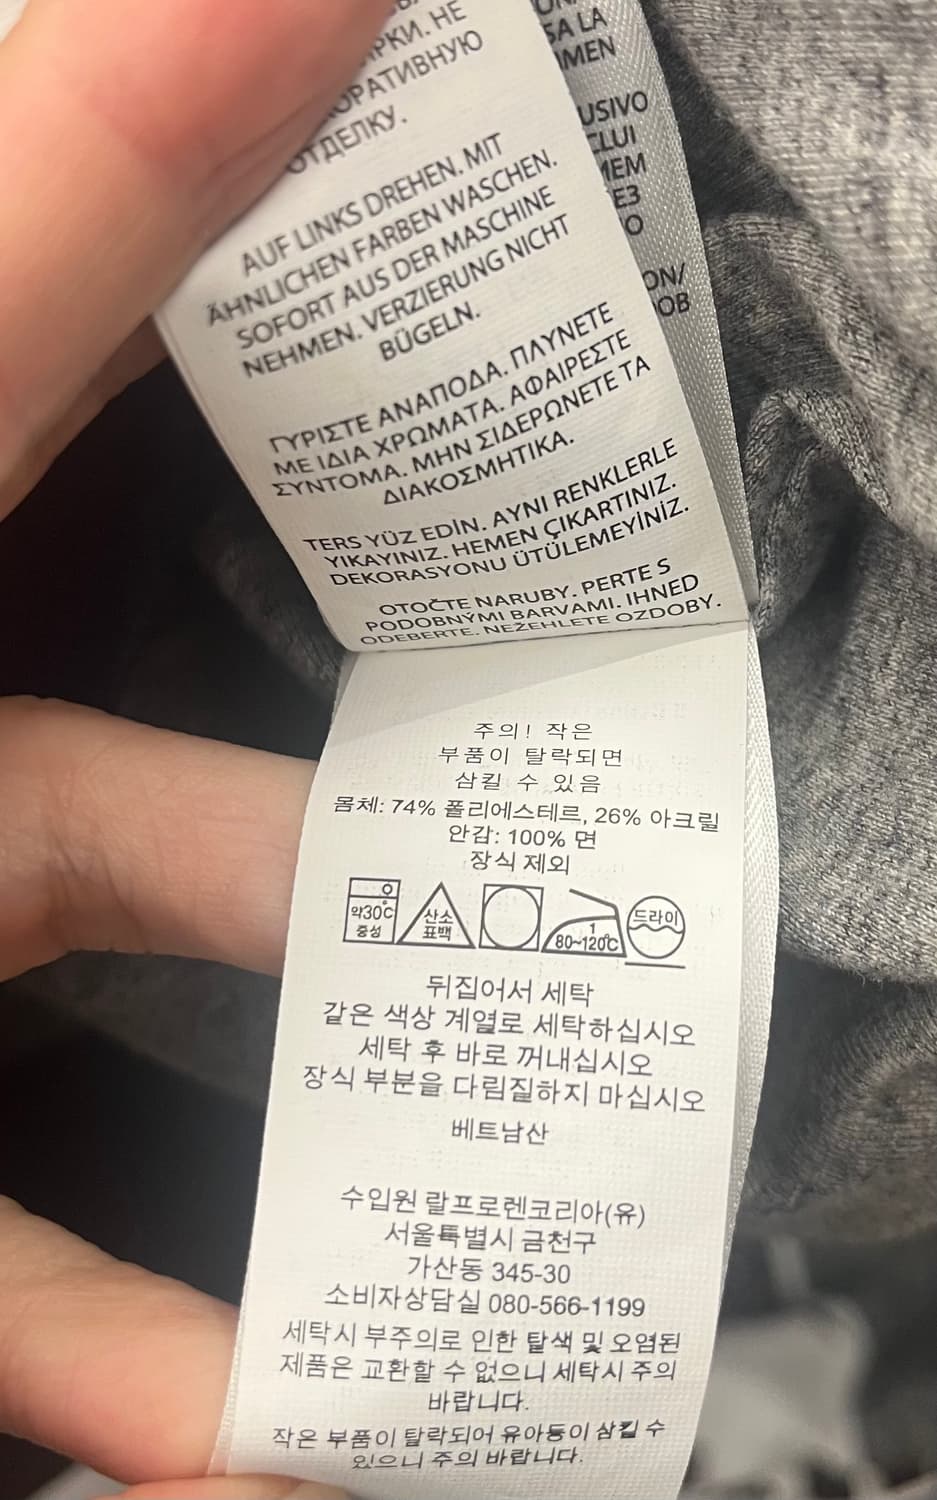 НЕ
ОТДЕЛКУ.
AUF LINKS DREHEN. MIT
ÄHNLICHEN FARBEN WASCHEN.
SOFORT AUS DER MASCHINE
NEHMEN. VERZIERUNG NICHT
BÜGELN.
ΓΥΡΙΣΤΕ ΑΝΑΠΟΔΑ. ΠΛΥΝΕΤΕ
ΜΕ ΙΔΙΑ ΧΡΩΜΑΤΑ. ΑΦΑΙΡΕΣΤΕ
ΣΥΝΤΟΜΑ. ΜΗΝ ΣΙΔΕΡΩΝΕΤΕ ΤΑ
ΔΙΑΚΟΣΜΗΤΙΚΑ.
TERS YÜZ EDİN. AYNI RENKLERLE
YIKAYINIZ. HEMEN ÇIKARTINIZ.
DEKORASYONU ÜTÜLEMEYİNİZ.
OTOČTE NARUBY. PERTE S
PODOBNÝMI BARVAMI. IHNED
ODEBERTE. NEŽEHLETE OZDOBY.
SA LA
주의! 작은
부품이 탈락되면
삼킬 수 있음
몸체: 74% 폴리에스테르, 26% 아크릴
안감: 100% 면
장식 제외
약30℃
중성
산소
표백
1
80~120℃
드라이
뒤집어서 세탁
같은 색상 계열로 세탁하십시오
세탁 후 바로 꺼내십시오
장식 부분을 다림질하지 마십시오
베트남산
수입원 랄프로렌코리아(유)
서울특별시 금천구
가산동 345-30
소비자상담실 080-566-1199
세탁시 부주의로 인한 탈색 및 오염된
제품은 교환할 수 없으니 세탁시 주의
바랍니다.
작은 부품이 탈락되어 유아등이 삼킬 수
있으니 주의 바랍니다.